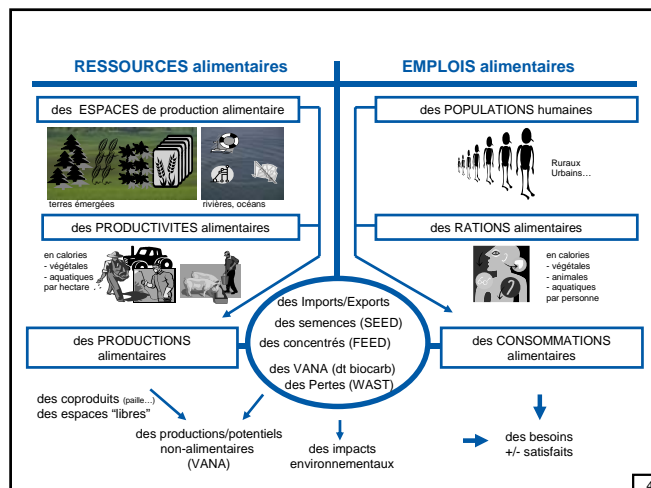 RESSOURCES alimentaires
EMPLOIS alimentaires
des ESPACES de production alimentaire
des POPULATIONS humaines
Ruraux
Urbains…
terres émergées
rivières, océans
des PRODUCTIVITES alimentaires
des RATIONS alimentaires
en calories
- végétales
- aquatiques
par hectare
en calories
- végétales
- animales
- aquatiques
par personne
des Imports/Exports
des semences (SEED)
des concentrés (FEED)
des VANA (dt biocarb)
des Pertes (WAST)
des PRODUCTIONS
alimentaires
des CONSOMMATIONS
alimentaires
des coproduits (paille…)
des espaces “libres”
des productions/potentiels
non-alimentaires
(VANA)
des impacts
environnementaux
des besoins
+/- satisfaits
4